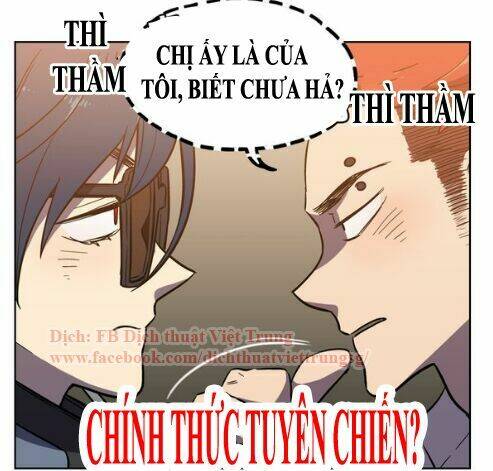 THÌ
THẦM
CHỊ ẤY LÀ CỦA
TÔI, BIẾT CHƯA HẢ?
THÌ THẦM
Dịch: FB Dịch thuật Việt Trung
www.facebook.com/dichthuatviettrungsg/
CHÍNH THỨC TUYÊN CHIẾN?